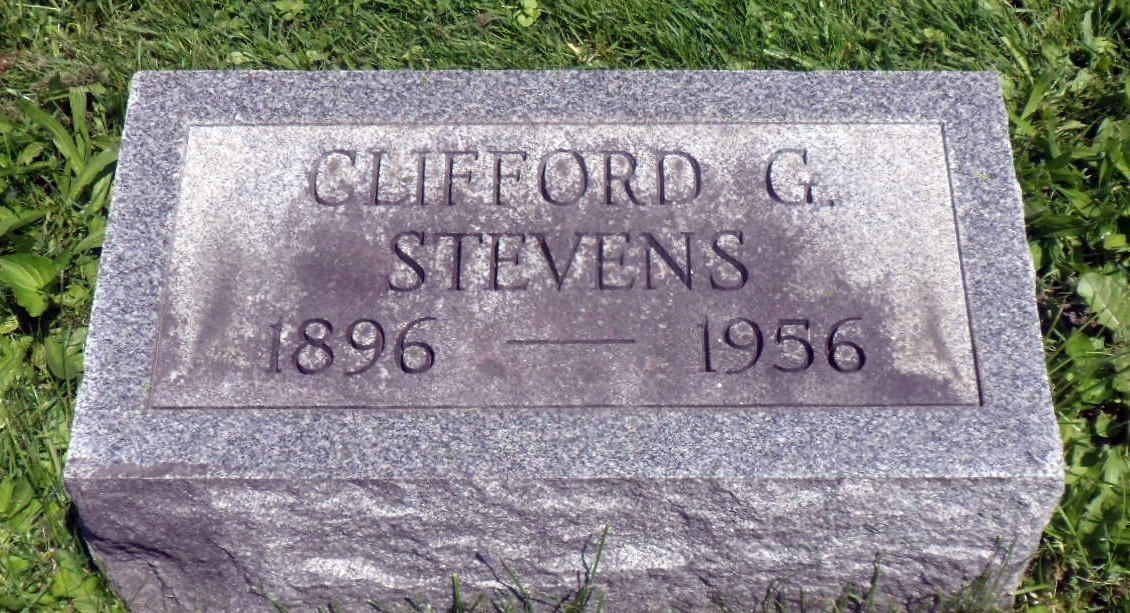 CLIFFORD G.
STEVENS
1896 — 1956